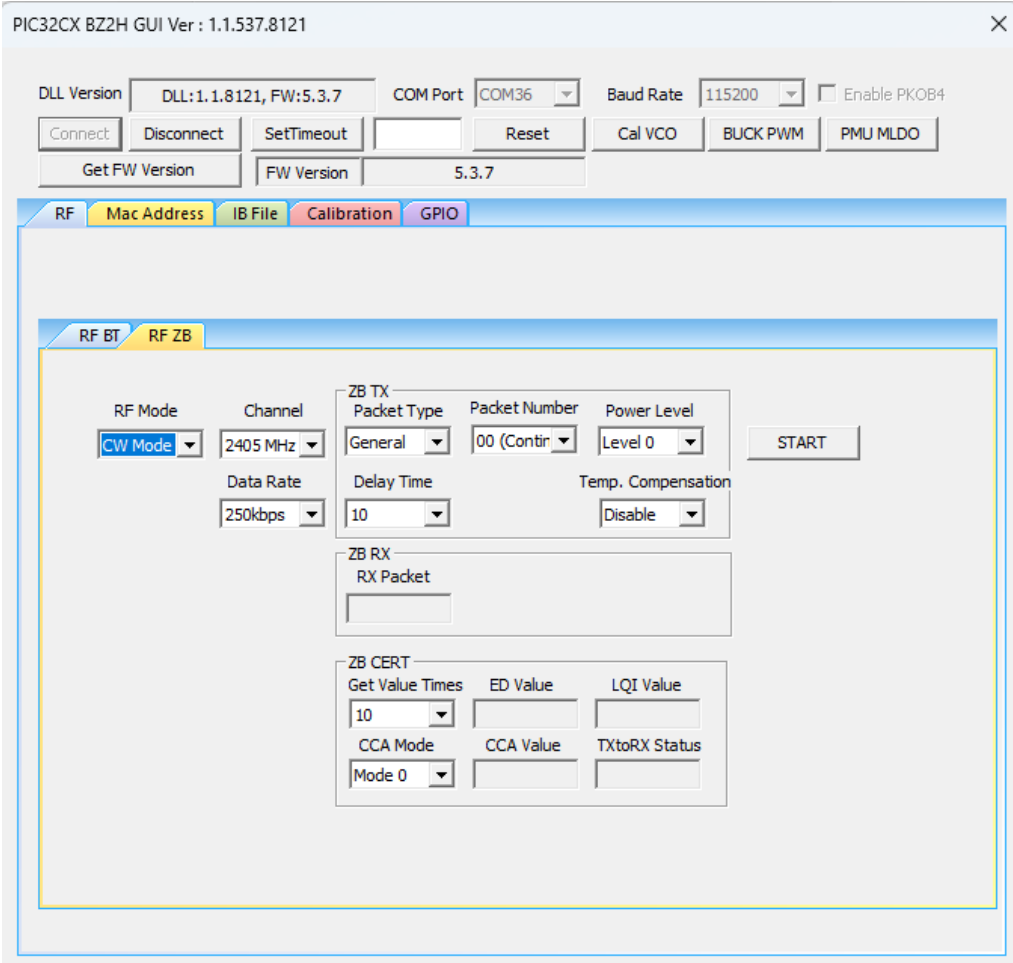 PIC32CX BZ2H GUI Ver : 1.1.537.8121
DLL Version DLL:1.1.8121, FW:5.3.7 COM Port COM36 Baud Rate 115200 Enable PKOB4
Connect Disconnect SetTimeout Reset Cal VCO BUCK PWM PMU MLDO
Get FW Version FW Version 5.3.7
RF Mac Address IB File Calibration GPIO
RF BT RF ZB
ZB TX
RF Mode Channel Packet Type Packet Number Power Level
CW Mode 2405 MHz General 00 (Contin Level 0 START
Data Rate Delay Time Temp. Compensation
250kbps 10 Disable
ZB RX
RX Packet
ZB CERT
Get Value Times ED Value LQI Value
10
CCA Mode CCA Value TXtoRX Status
Mode 0